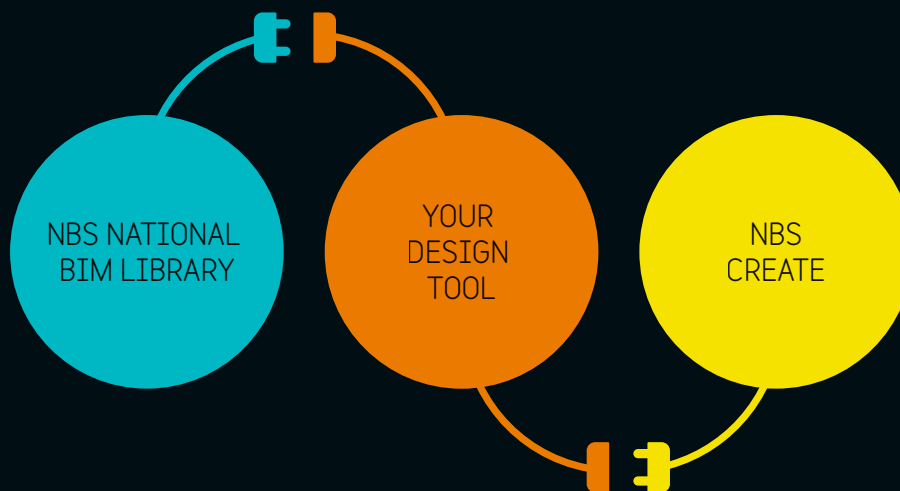 NBS NATIONAL
BIM LIBRARY
YOUR
DESIGN
TOOL
NBS
CREATE